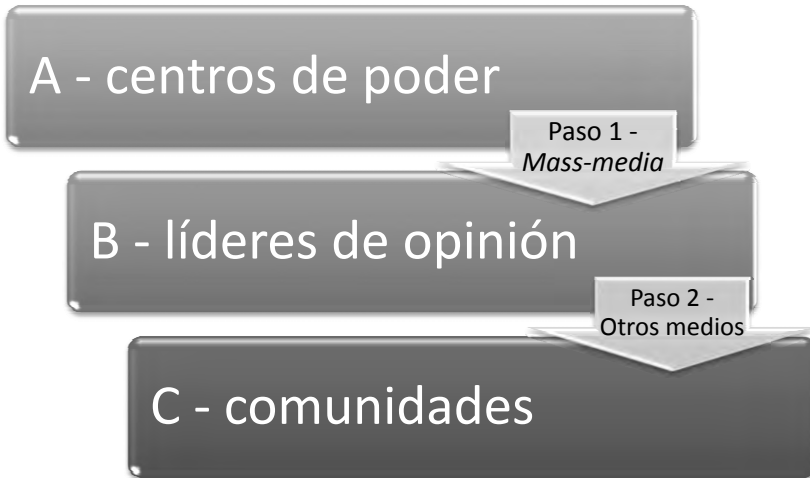 A - centros de poder
Paso 1 -
Mass-media
B - líderes de opinión
Paso 2 -
Otros medios
C - comunidades